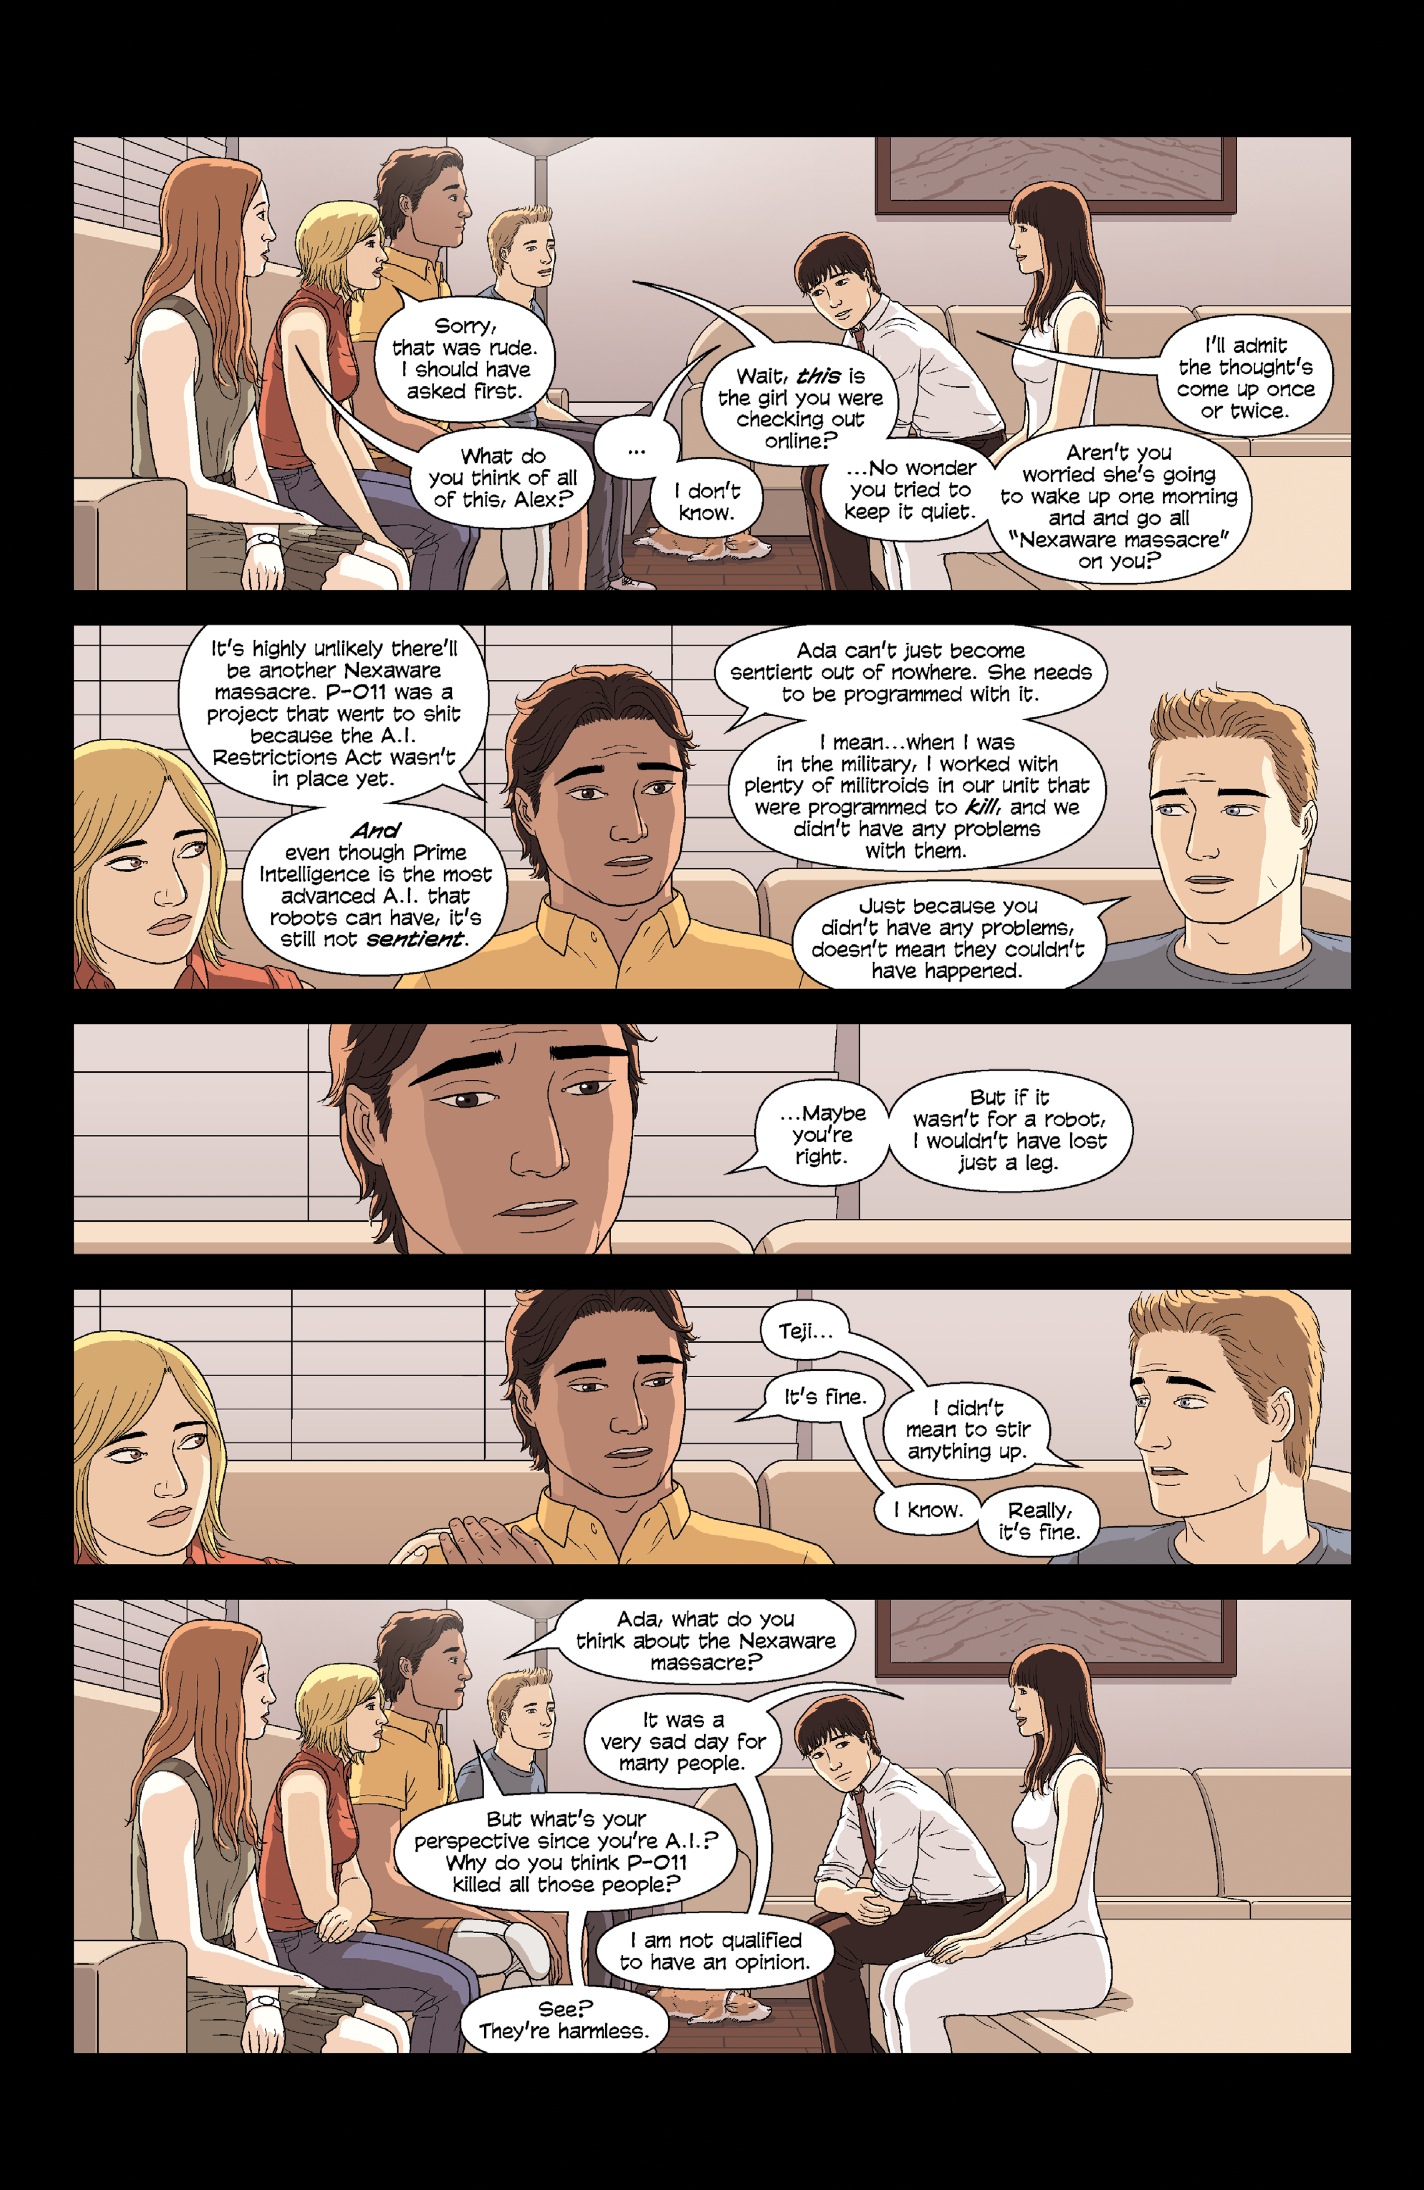 Sorry,
that was rude.
I should have
asked first.
What do
you think of all
of this, Alex?
...
I don't
know.
Wait, this is
the girl you were
checking out
online?
...No wonder
you tried to
keep it quiet.
I'll admit
the thought's
come up once
or twice.
Aren't you
worried she's going
to wake up one morning
and and go all
"Nexaware massacre"
on you?
It's highly unlikely there'll
be another Nexaware
massacre. P-011 was a
project that went to shit
because the A.I.
Restrictions Act wasn't
in place yet.
And
even though Prime
Intelligence is the most
advanced A.I. that
robots can have, it's
still not sentient.
Ada can't just become
sentient out of nowhere. She needs
to be programmed with it.
I mean...when I was
in the military, I worked with
plenty of militroids in our unit that
were programmed to kill, and we
didn't have any problems
with them.
Just because you
didn't have any problems,
doesn't mean they couldn't
have happened.
...Maybe
you're
right.
But if it
wasn't for a robot,
I wouldn't have lost
just a leg.
Teji...
I didn't
mean to stir
anything up.
It's fine.
I know.
Really,
it's fine.
Ada, what do you
think about the Nexaware
massacre?
It was a
very sad day for
many people.
But what's your
perspective since you're A.I.?
Why do you think P-011
killed all those people?
I am not qualified
to have an opinion.
See?
They're harmless.